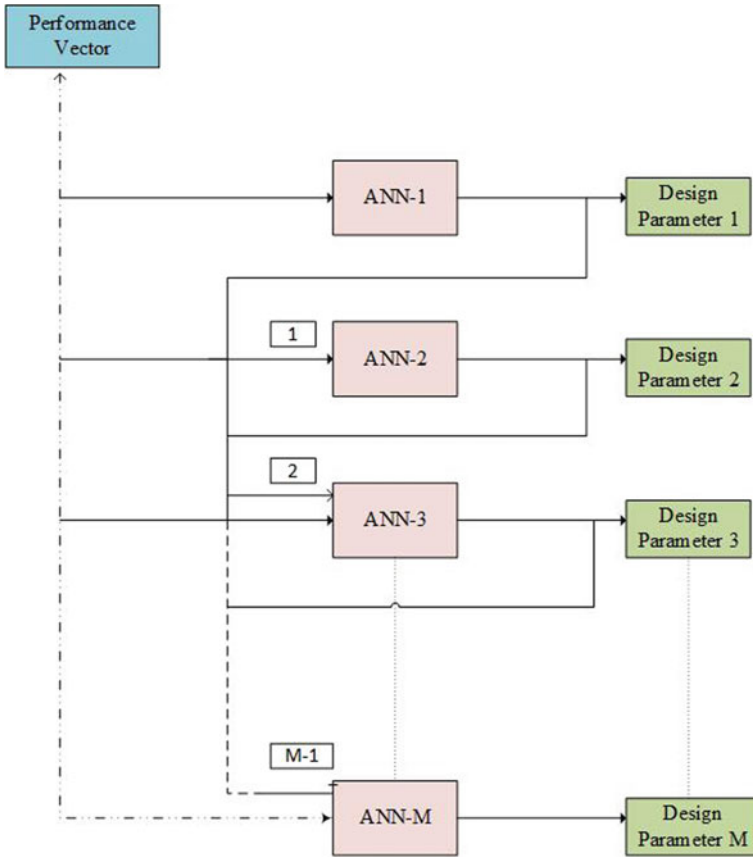 Performance
Vector
ANN-1
Design
Parameter 1
1
ANN-2
Design
Parameter 2
2
ANN-3
Design
Parameter 3
M-1
ANN-M
Design
Parameter M